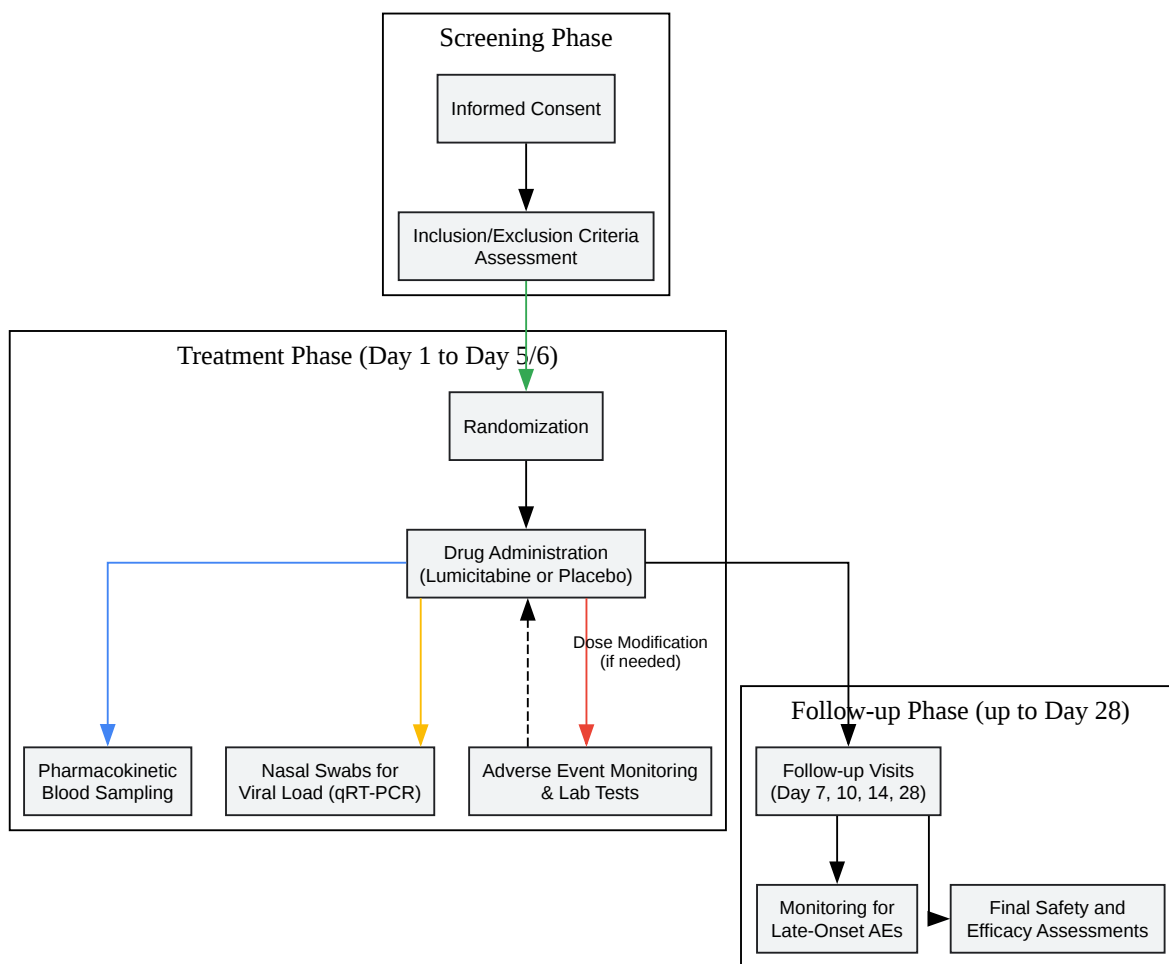 Screening Phase
Informed Consent
Inclusion/Exclusion Criteria
Assessment
Treatment Phase (Day 1 to Day 5/6)
Randomization
Drug Administration
(Lumicitabine or Placebo)
Dose Modification
(if needed)
Pharmacokinetic
Blood Sampling
Nasal Swabs for
Viral Load (qRT-PCR)
Adverse Event Monitoring
& Lab Tests
Follow-up Phase (up to Day 28)
Follow-up Visits
(Day 7, 10, 14, 28)
Monitoring for
Late-Onset AEs
Final Safety and
Efficacy Assessments